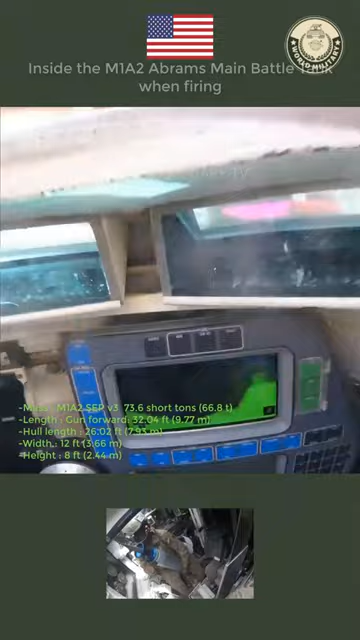 WORLD MILITARY
Inside the M1A2 Abrams Main Battle Tank
when firing
-Mass : M1A2 SEP v3 73.6 short tons (66.8 t)
-Length : Gun forward: 32.04 ft (9.77 m)
-Hull length : 26.02 ft (7.93 m)
-Width: 12 ft (3.66 m)
-Height : 8 ft (2.44 m)